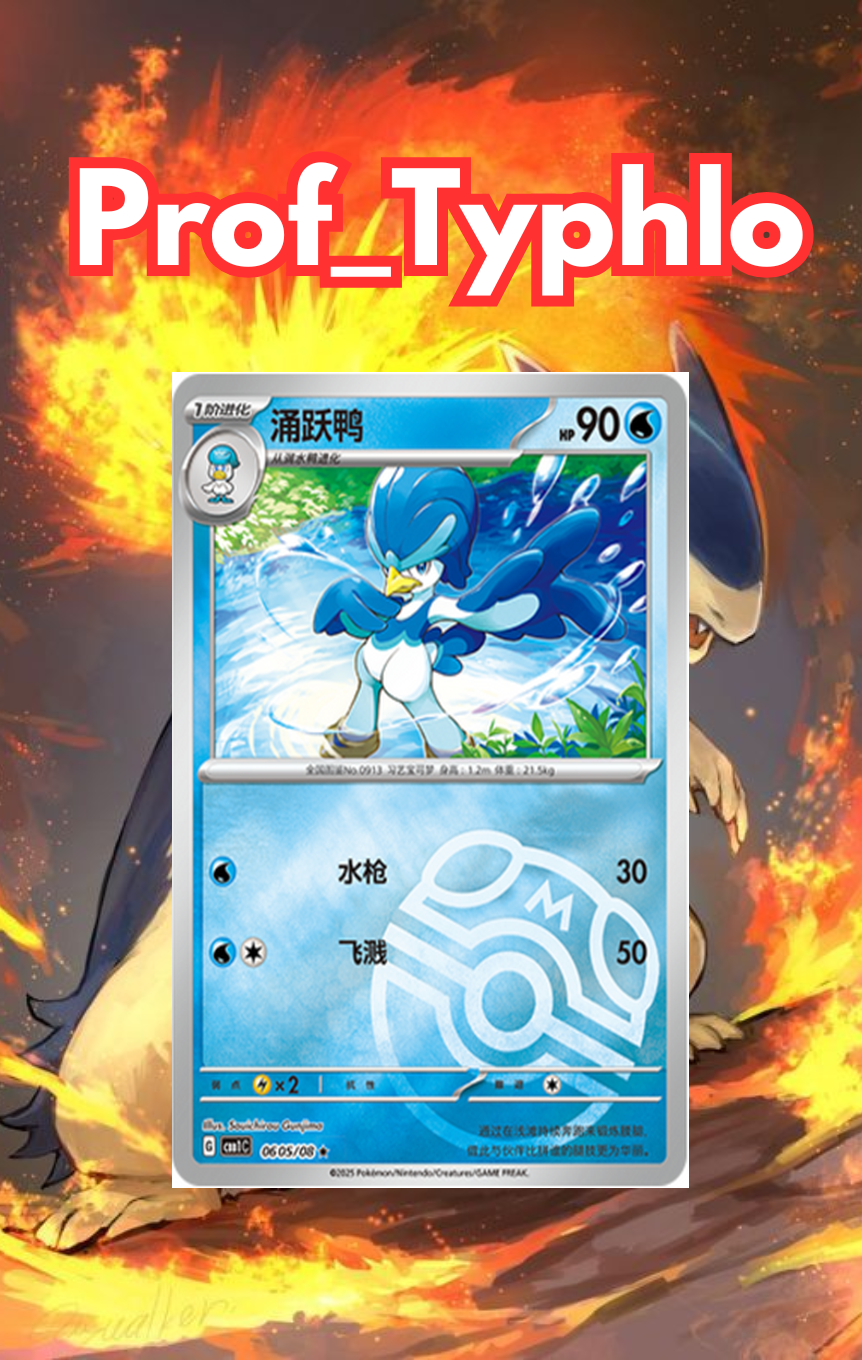 Prof_Typhlo
1阶进化
涌跃鸭
HP 90
从润水鸭进化
全国图鉴No.0913 习艺宝可梦 身高：1.2m 体重：21.5kg
水枪 30
M
飞溅 50
弱点 ×2 抗性 撤退
Illus. Souichirou Gunjima
通过在浅滩持续奔跑来锻炼腿脚，
G CBB1C 0605/08 ★
彼此与伙伴比拼谁的脚技更为华丽。
©2025 Pokémon/Nintendo/Creatures/GAME FREAK.